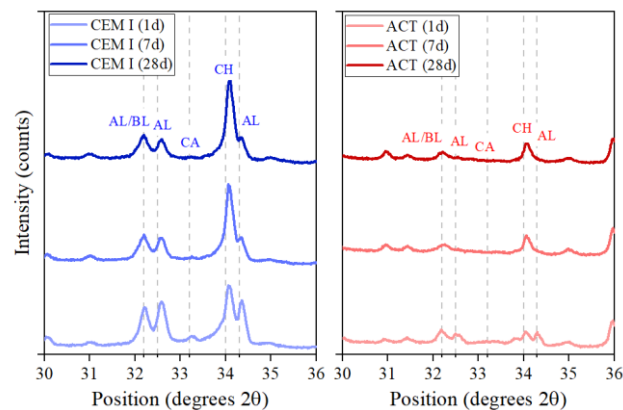 CEM I (1d)
CEM I (7d)
CEM I (28d)
CH
AL/BL
AL
CA
AL
ACT (1d)
ACT (7d)
ACT (28d)
AL/BL
AL
CA
CH
AL
Intensity (counts)
30 31 32 33 34 35 36
30 31 32 33 34 35 36
Position (degrees 2θ)
Position (degrees 2θ)